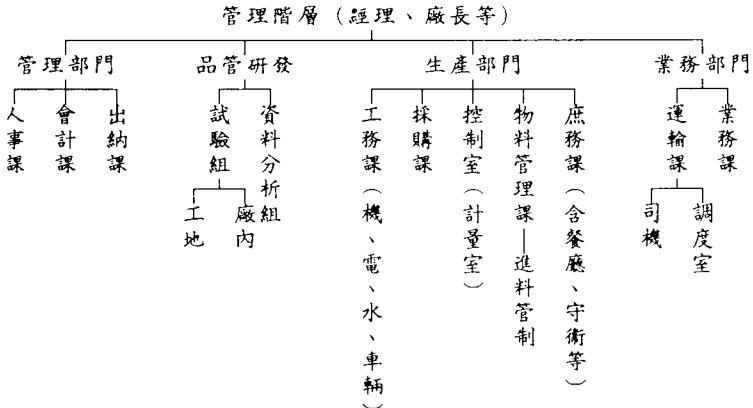 管理階層（經理、廠長等）
管理部門
品管研發
生產部門
業務部門
人事課
會計課
出納課
試驗組
資料分析組
工務課（機、電、水、車輛）
採購課
控制室（計量室）
物料管理課—進料管制
庶務課（含餐廳、守衛等）
運輸課
業務課
工地
廠內
司機
調度室